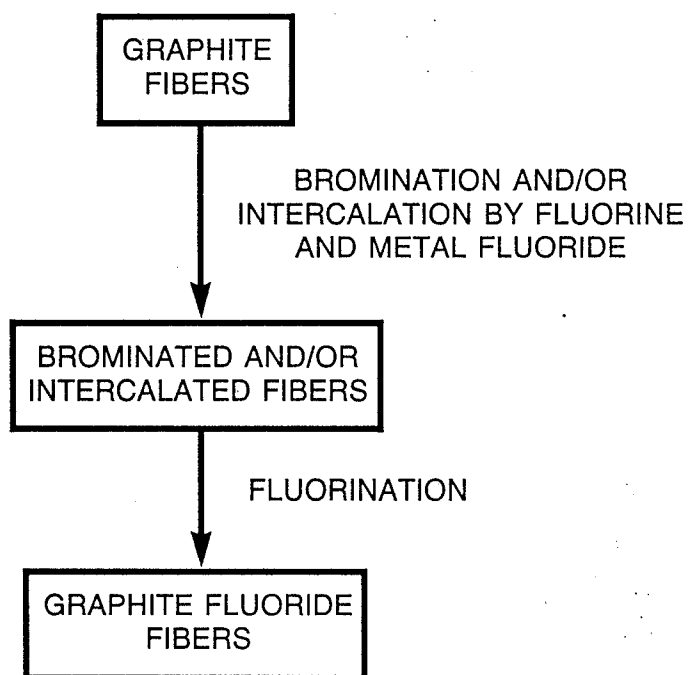 GRAPHITE
FIBERS
BROMINATION AND/OR
INTERCALATION BY FLUORINE
AND METAL FLUORIDE
BROMINATED AND/OR
INTERCALATED FIBERS
FLUORINATION
GRAPHITE FLUORIDE
FIBERS